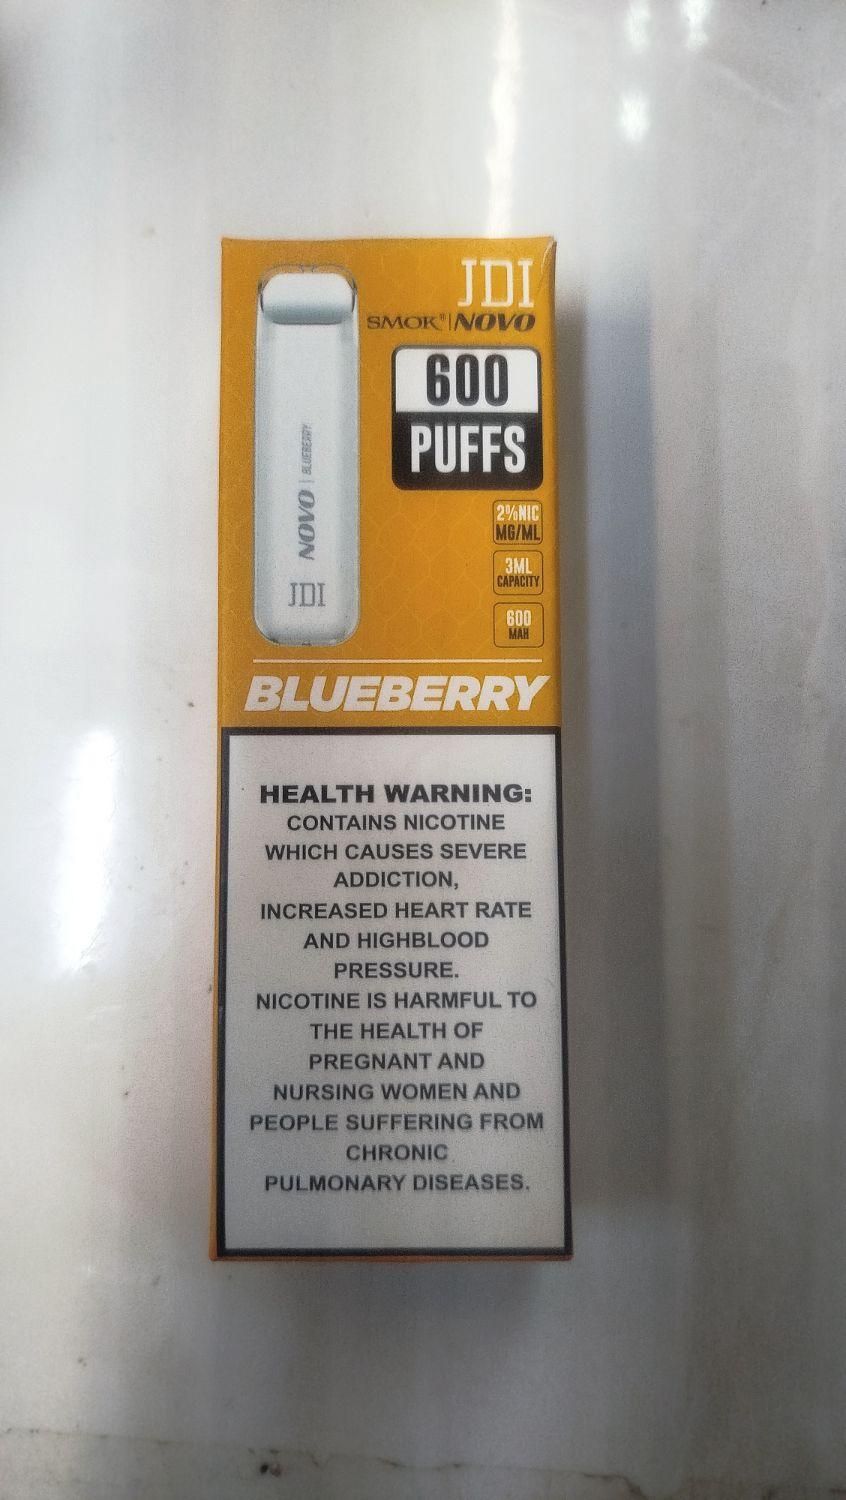 JDI
SMOK® | NOVO
600
PUFFS
2%NIC
MG/ML
3ML
CAPACITY
600
MAH
NOVO | BLUEBERRY
JDI
BLUEBERRY
HEALTH WARNING:
CONTAINS NICOTINE
WHICH CAUSES SEVERE
ADDICTION,
INCREASED HEART RATE
AND HIGHBLOOD
PRESSURE.
NICOTINE IS HARMFUL TO
THE HEALTH OF
PREGNANT AND
NURSING WOMEN AND
PEOPLE SUFFERING FROM
CHRONIC
PULMONARY DISEASES.